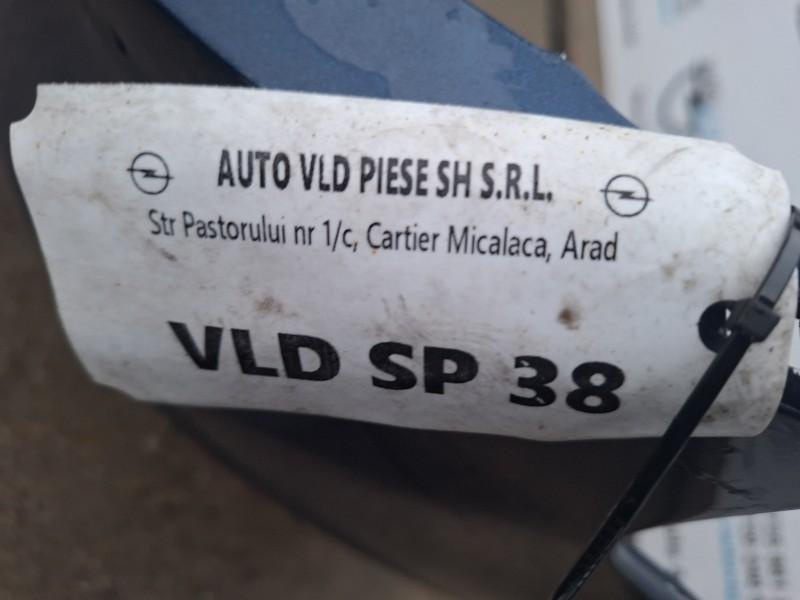 AUTO VLD PIESE SH S.R.L.
Str Pastorului nr 1/c, Cartier Micalaca, Arad
VLD SP 38